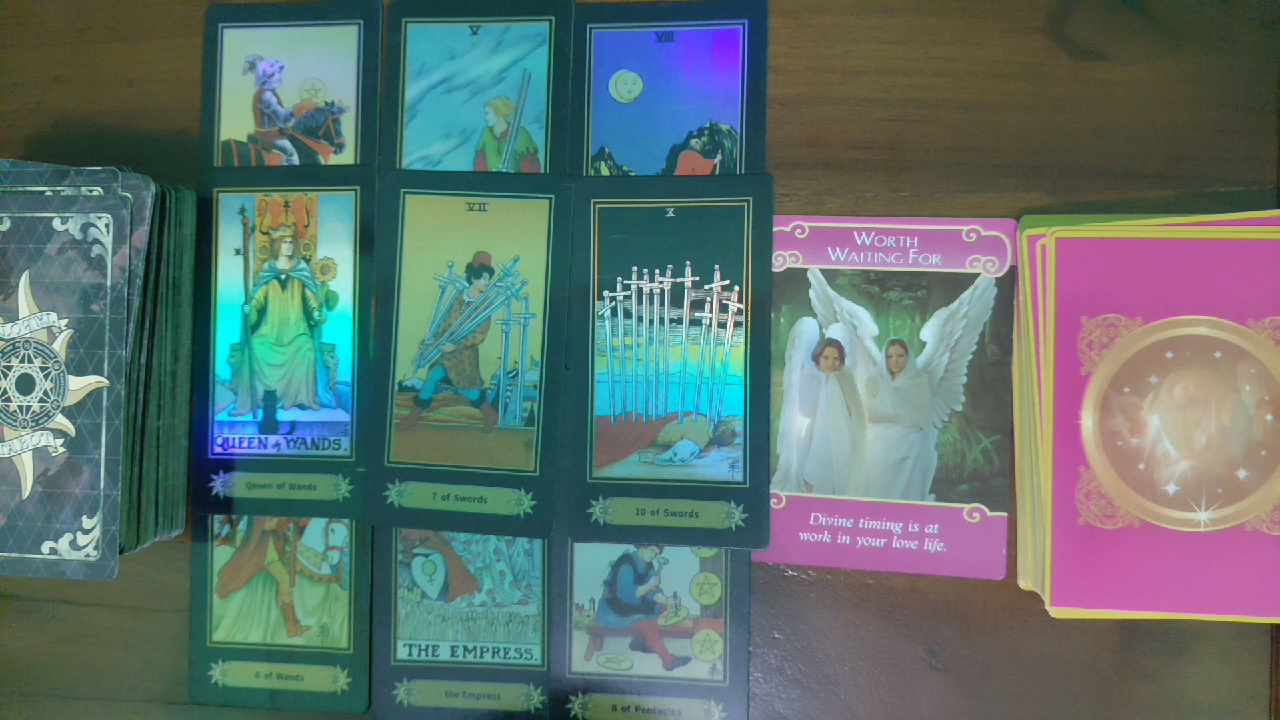 V
VIII
VII
X
WORTH
WAITING FOR
QUEEN of WANDS.
Queen of Wands
7 of Swords
10 of Swords
Divine timing is at
work in your love life.
TAROT
THE EMPRESS.
6 of Wands
the Empress
8 of Pentacles